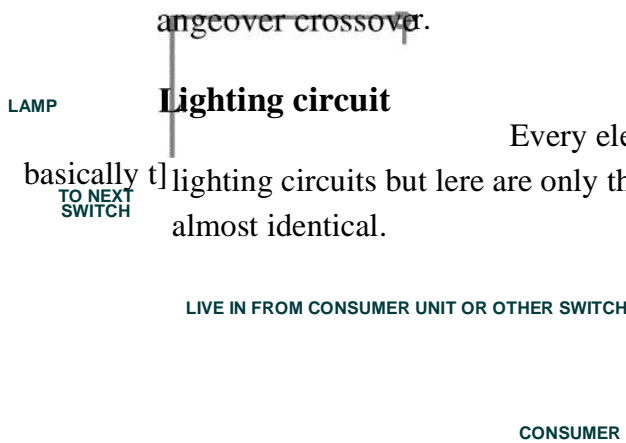 angeover crossover.
LAMP
Lighting circuit
Every ele
basically t] lighting circuits but lere are only th
TO NEXT
SWITCH
almost identical.
LIVE IN FROM CONSUMER UNIT OR OTHER SWITCH
CONSUMER